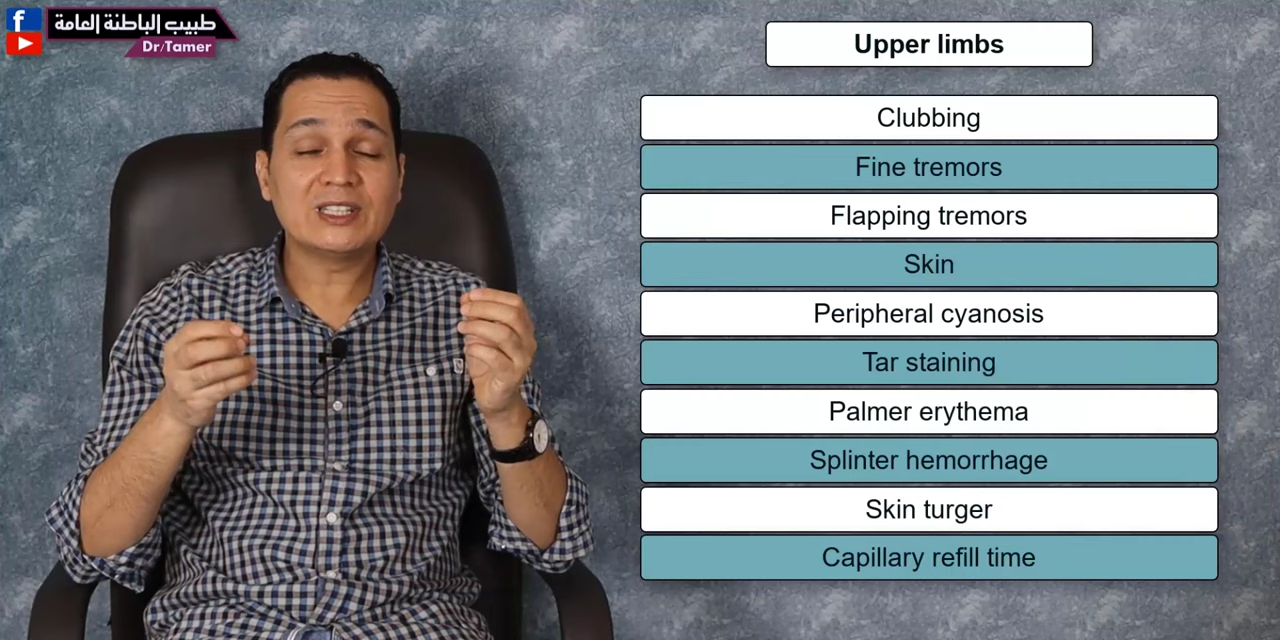 f
طبيب الباطنة العامة
Dr/Tamer
Upper limbs
Clubbing
Fine tremors
Flapping tremors
Skin
Peripheral cyanosis
Tar staining
Palmer erythema
Splinter hemorrhage
Skin turger
Capillary refill time